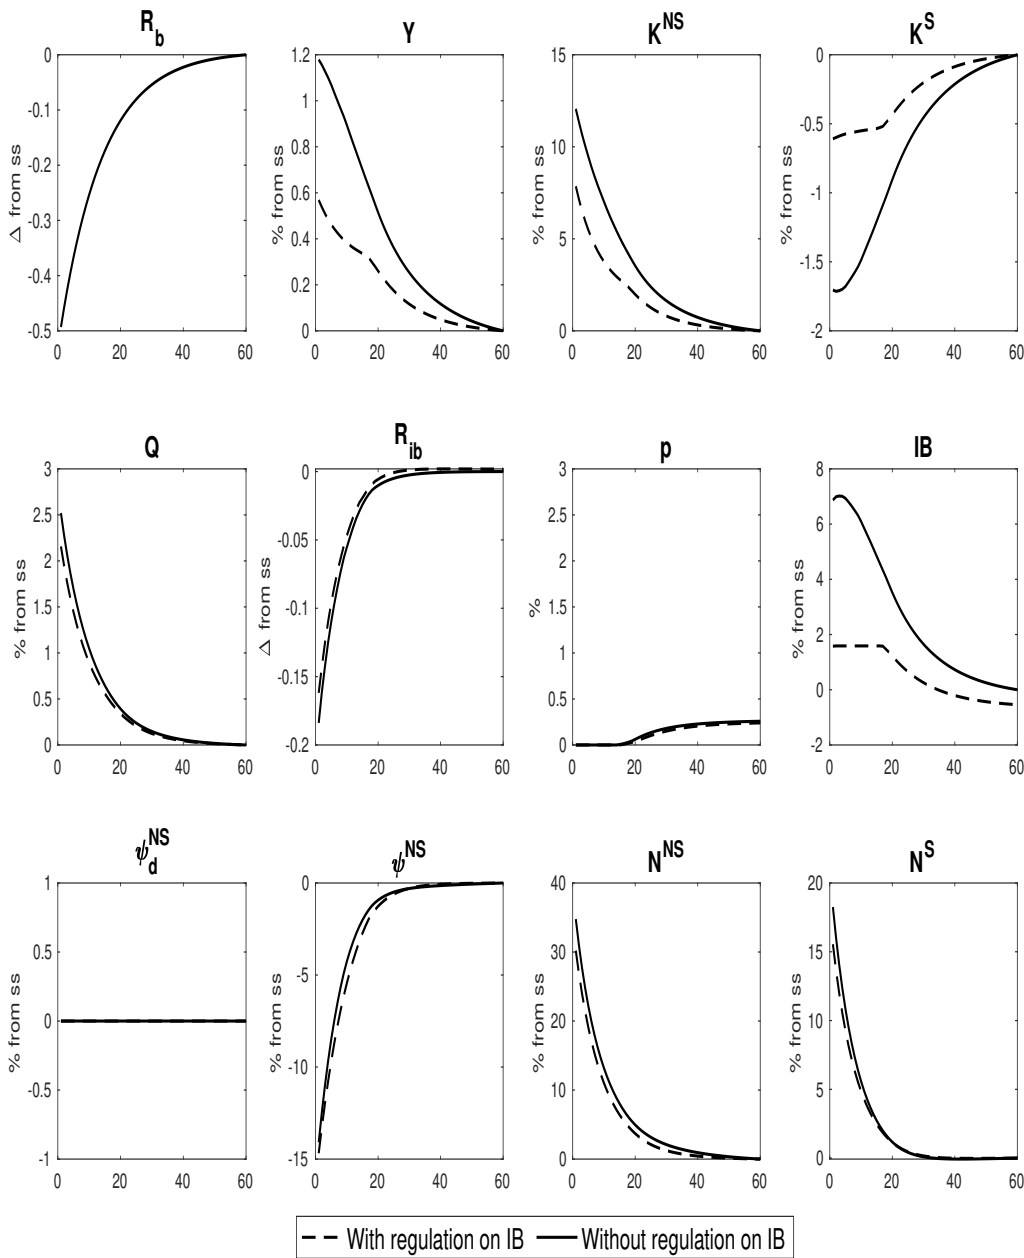 R_b
Y
K^NS
K^S
Δ from ss
0
-0.1
-0.2
-0.3
-0.4
-0.5
0 20 40 60
% from ss
1.2
1
0.8
0.6
0.4
0.2
0
0 20 40 60
% from ss
15
10
5
0
0 20 40 60
% from ss
0
-0.5
-1
-1.5
-2
0 20 40 60
Q
R_ib
p
IB
% from ss
3
2.5
2
1.5
1
0.5
0
0 20 40 60
Δ from ss
0
-0.05
-0.1
-0.15
-0.2
0 20 40 60
%
3
2.5
2
1.5
1
0.5
0
0 20 40 60
% from ss
8
6
4
2
0
-2
0 20 40 60
ψ_d^NS
ψ^NS
N^NS
N^S
% from ss
1
0.5
0
-0.5
-1
0 20 40 60
% from ss
0
-5
-10
-15
0 20 40 60
% from ss
40
30
20
10
0
0 20 40 60
% from ss
20
15
10
5
0
0 20 40 60
With regulation on IB
Without regulation on IB